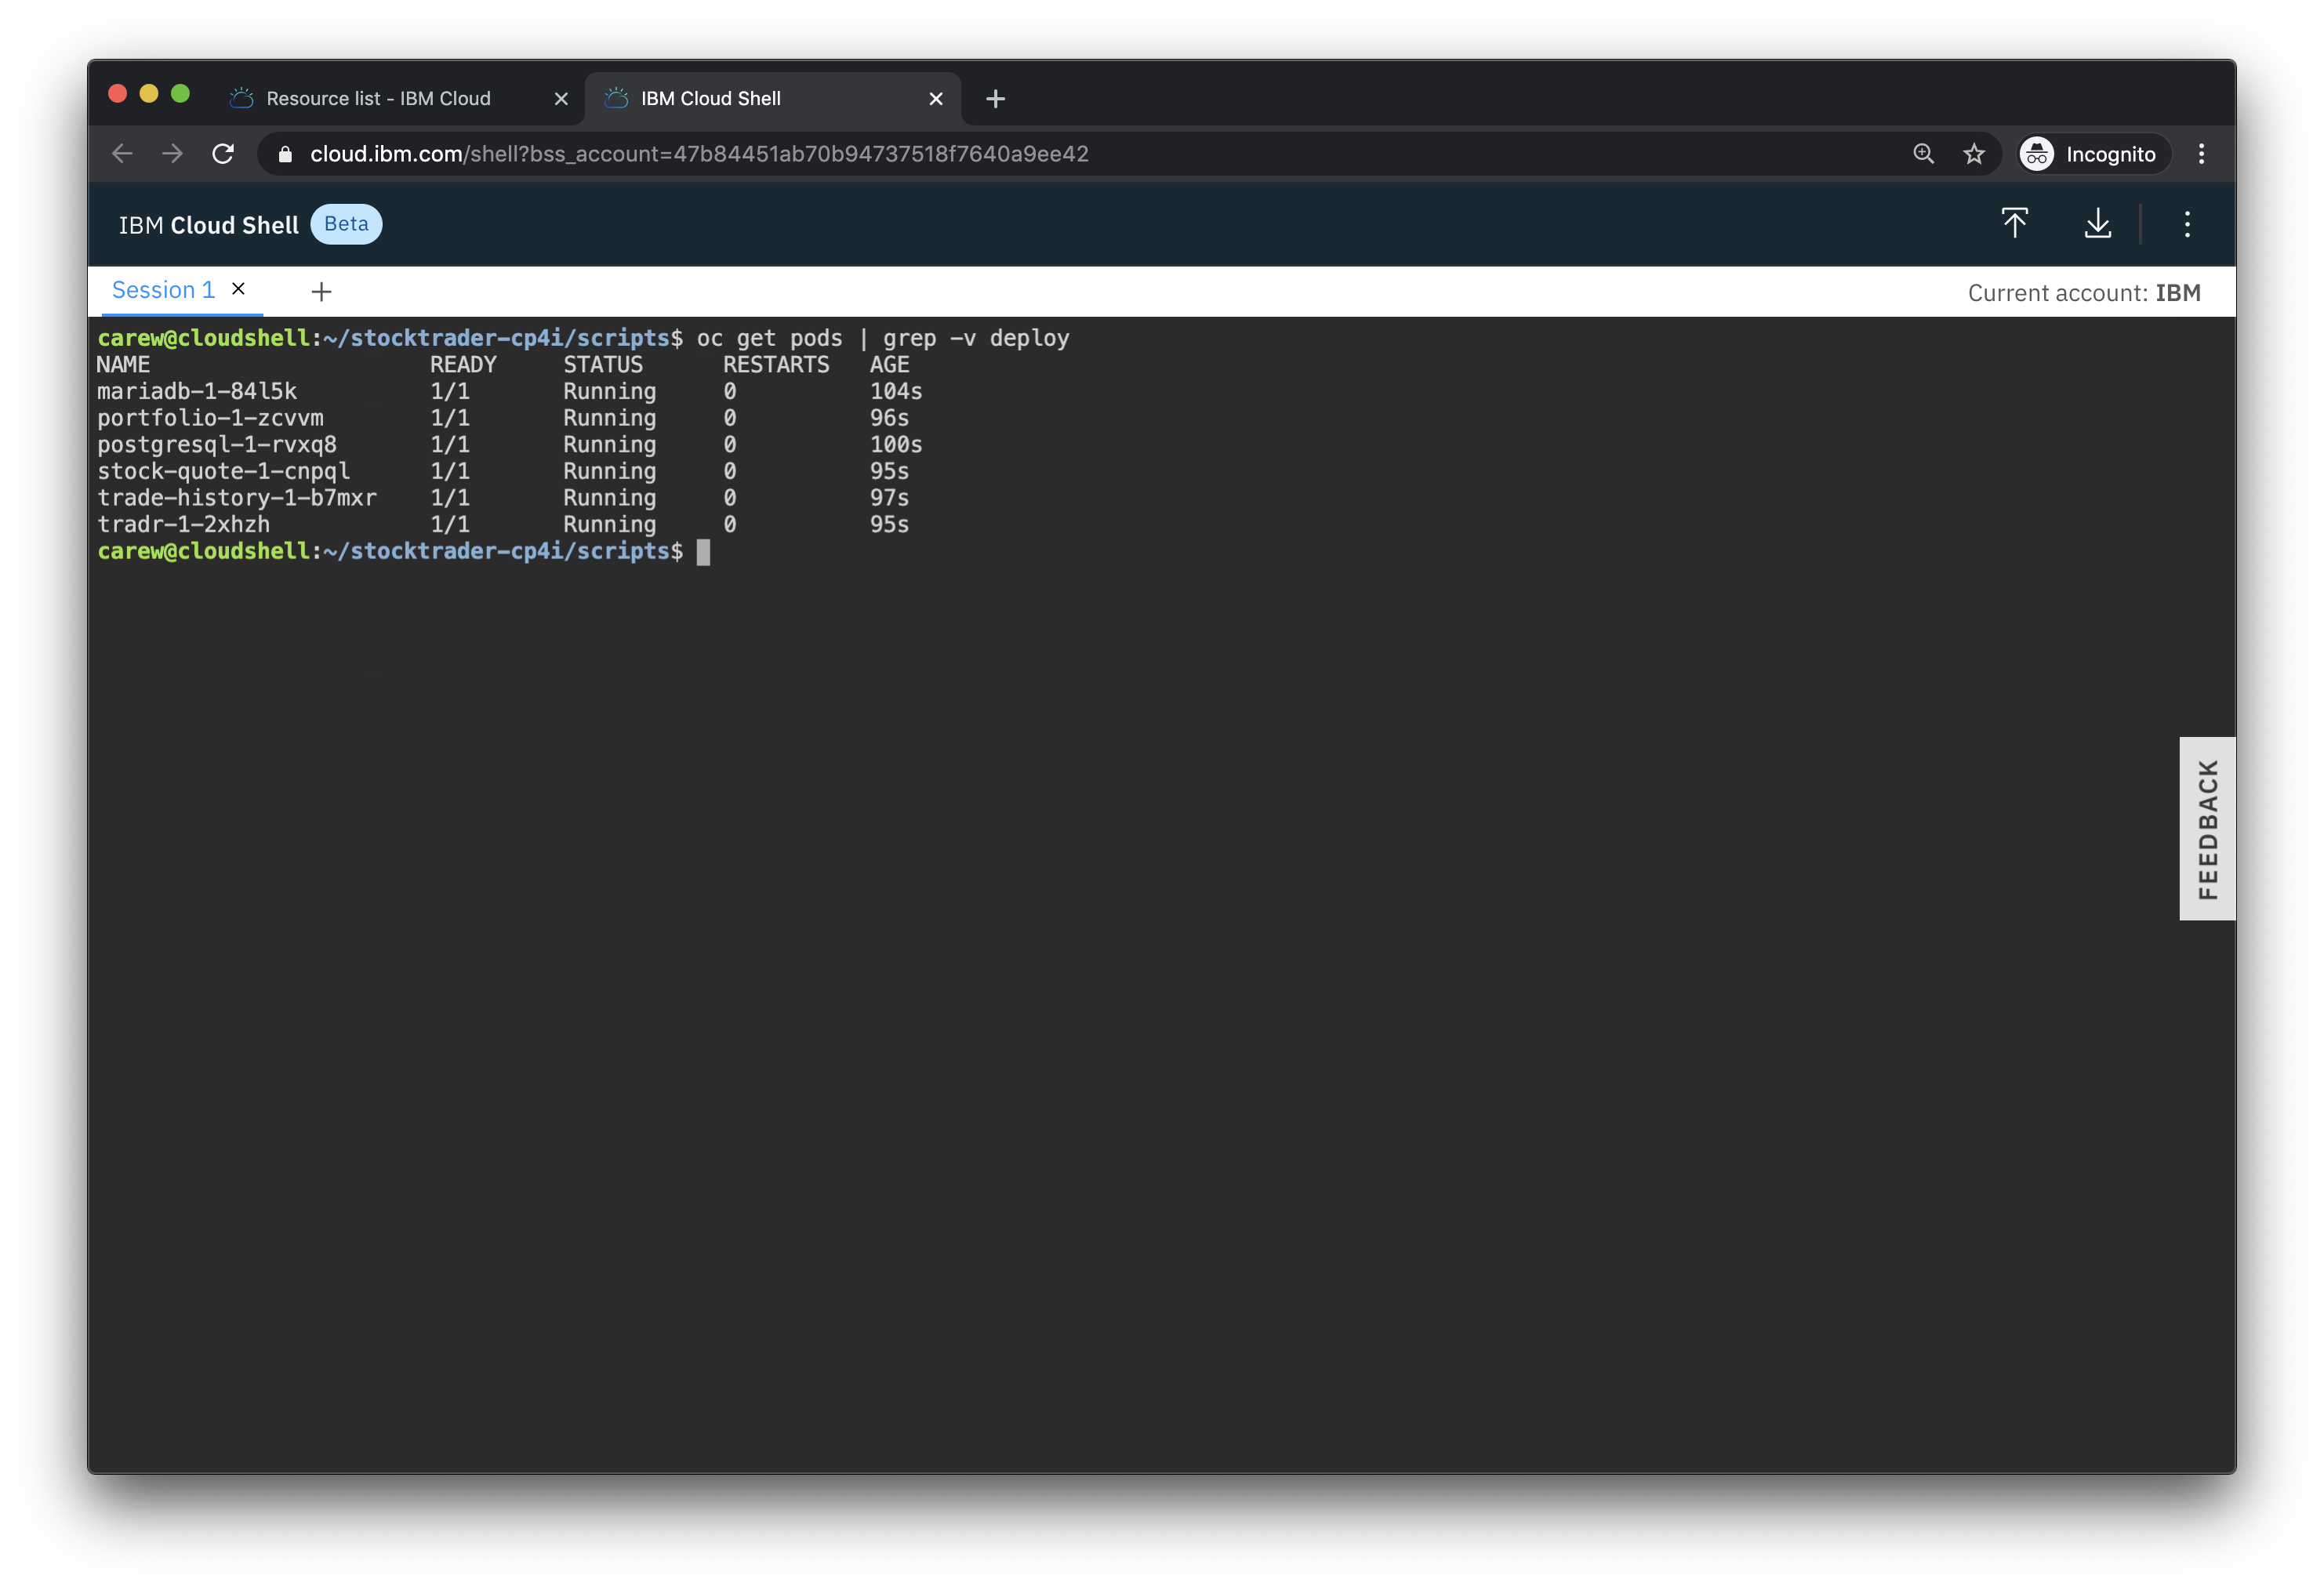 Resource list - IBM Cloud
IBM Cloud Shell
cloud.ibm.com/shell?bss_account=47b84451ab70b94737518f7640a9ee42
Incognito
IBM Cloud Shell Beta
Session 1
Current account: IBM
carew@cloudshell:~/stocktrader-cp4i/scripts$ oc get pods | grep -v deploy
NAME READY STATUS RESTARTS AGE
mariadb-1-84l5k 1/1 Running 0 104s
portfolio-1-zcvvm 1/1 Running 0 96s
postgresql-1-rvxq8 1/1 Running 0 100s
stock-quote-1-cnpql 1/1 Running 0 95s
trade-history-1-b7mxr 1/1 Running 0 97s
tradr-1-2xhzh 1/1 Running 0 95s
carew@cloudshell:~/stocktrader-cp4i/scripts$
FEEDBACK